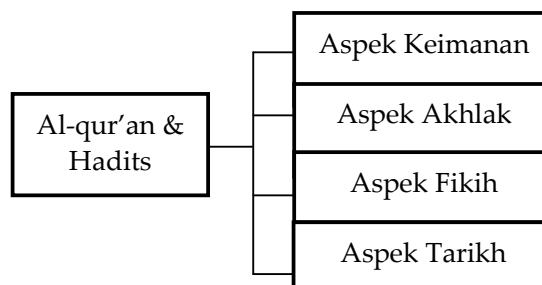 Al-qur’an &
Hadits
Aspek Keimanan
Aspek Akhlak
Aspek Fikih
Aspek Tarikh